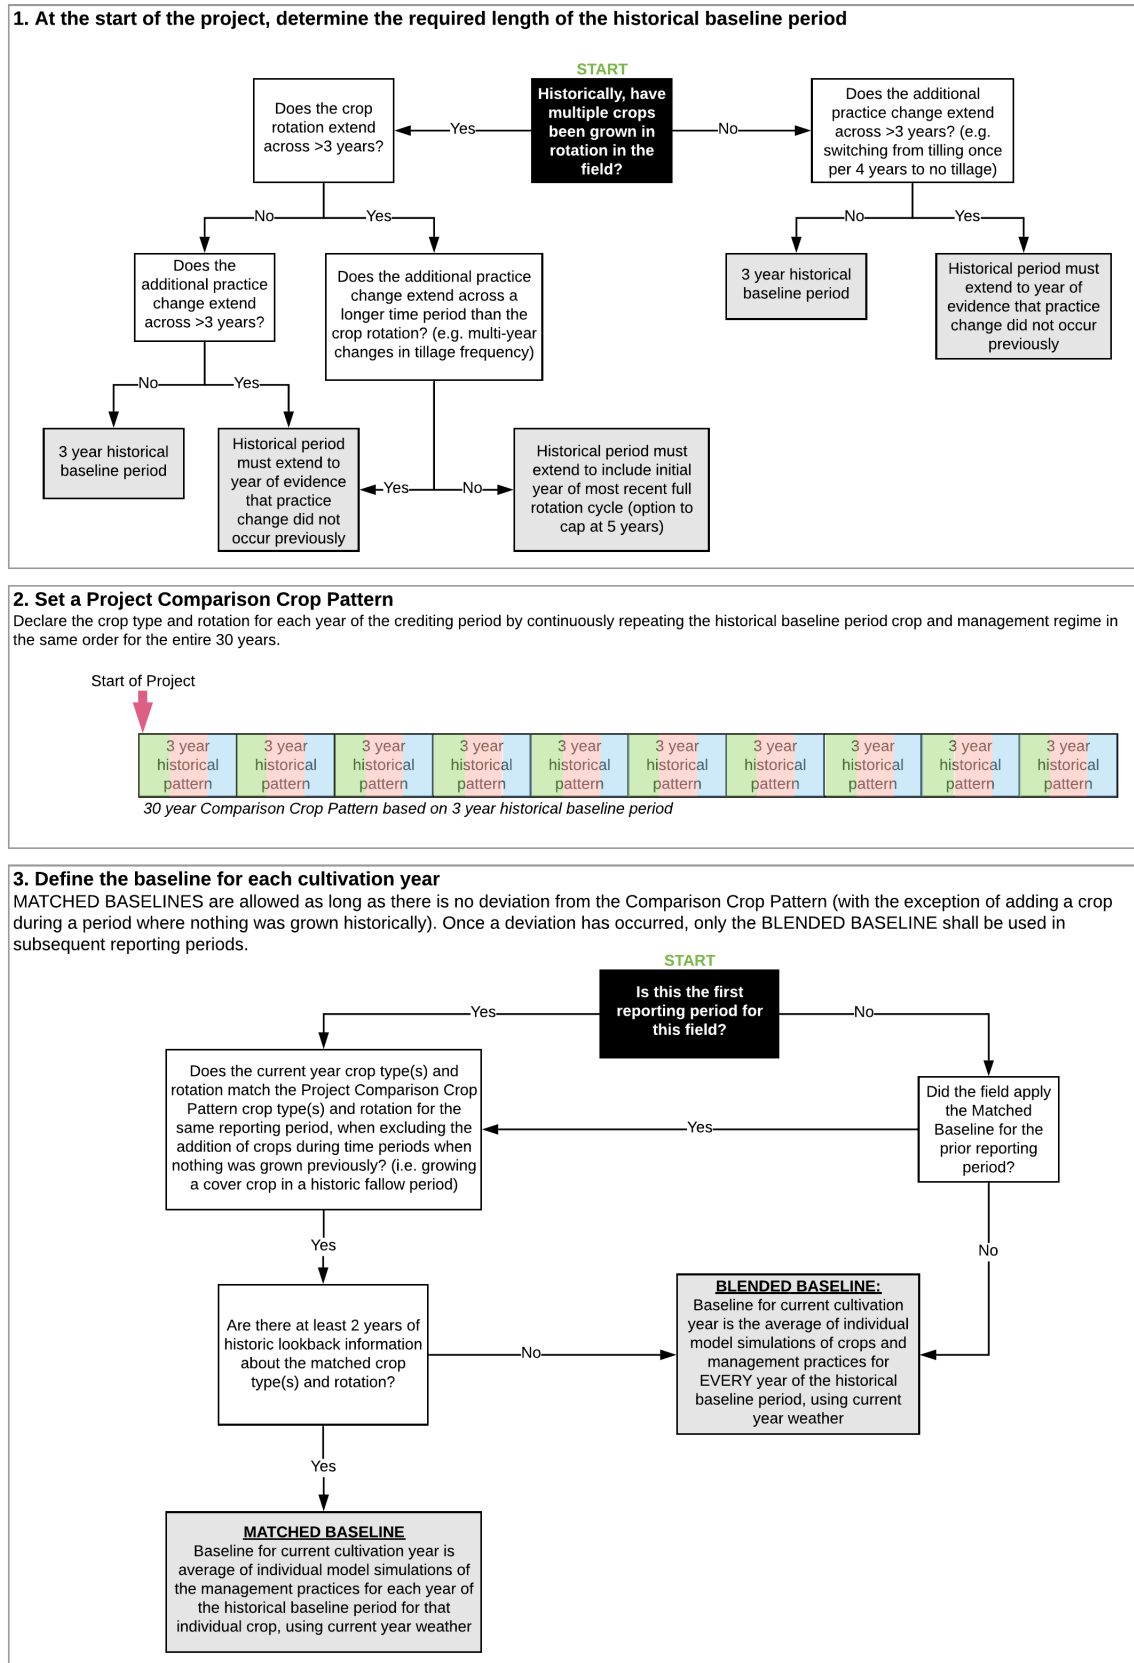 1. At the start of the project, determine the required length of the historical baseline period
START
Historically, have
multiple crops
been grown in
rotation in the
field?
Yes
No
Does the crop
rotation extend
across >3 years?
Does the additional
practice change extend
across >3 years? (e.g.
switching from tilling once
per 4 years to no tillage)
No
Yes
No
Yes
Does the
additional practice
change extend
across >3 years?
Does the additional practice
change extend across a
longer time period than the
crop rotation? (e.g. multi-year
changes in tillage frequency)
3 year historical
baseline period
Historical period must
extend to year of
evidence that practice
change did not occur
previously
No
Yes
3 year historical
baseline period
Historical period
must extend to
year of evidence
that practice
change did not
occur previously
Yes
No
Historical period must
extend to include initial
year of most recent full
rotation cycle (option to
cap at 5 years)
2. Set a Project Comparison Crop Pattern
Declare the crop type and rotation for each year of the crediting period by continuously repeating the historical baseline period crop and management regime in
the same order for the entire 30 years.
Start of Project
3 year
historical
pattern
3 year
historical
pattern
3 year
historical
pattern
3 year
historical
pattern
3 year
historical
pattern
3 year
historical
pattern
3 year
historical
pattern
3 year
historical
pattern
3 year
historical
pattern
3 year
historical
pattern
30 year Comparison Crop Pattern based on 3 year historical baseline period
3. Define the baseline for each cultivation year
MATCHED BASELINES are allowed as long as there is no deviation from the Comparison Crop Pattern (with the exception of adding a crop
during a period where nothing was grown historically). Once a deviation has occurred, only the BLENDED BASELINE shall be used in
subsequent reporting periods.
START
Is this the first
reporting period for
this field?
Yes
No
Does the current year crop type(s) and
rotation match the Project Comparison Crop
Pattern crop type(s) and rotation for the
same reporting period, when excluding the
addition of crops during time periods when
nothing was grown previously? (i.e. growing
a cover crop in a historic fallow period)
Did the field apply
the Matched
Baseline for the
prior reporting
period?
Yes
Yes
No
Are there at least 2 years of
historic lookback information
about the matched crop
type(s) and rotation?
No
BLENDED BASELINE:
Baseline for current cultivation
year is the average of individual
model simulations of crops and
management practices for
EVERY year of the historical
baseline period, using current
year weather
Yes
MATCHED BASELINE
Baseline for current cultivation year is
average of individual model simulations of
the management practices for each year of
the historical baseline period for that
individual crop, using current year weather